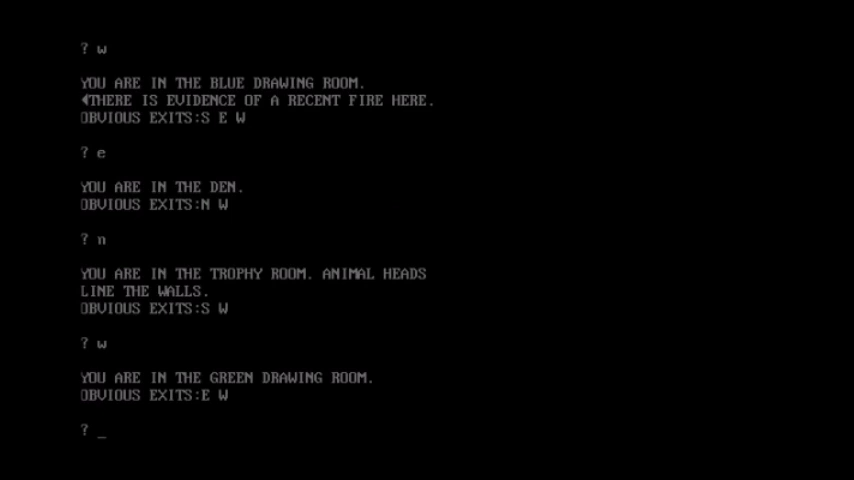 ? w
YOU ARE IN THE BLUE DRAWING ROOM.
THERE IS EVIDENCE OF A RECENT FIRE HERE.
OBVIOUS EXITS:S E W
? e
YOU ARE IN THE DEN.
OBVIOUS EXITS:N W
? n
YOU ARE IN THE TROPHY ROOM. ANIMAL HEADS
LINE THE WALLS.
OBVIOUS EXITS:S W
? w
YOU ARE IN THE GREEN DRAWING ROOM.
OBVIOUS EXITS:E W
? _